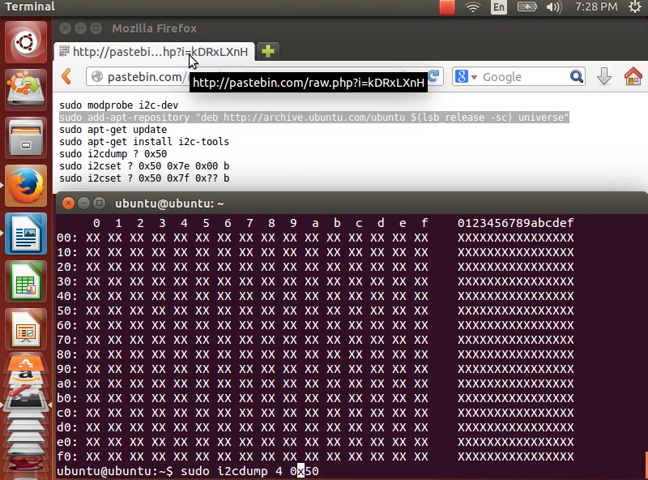 Terminal
En
7:28 PM
Mozilla Firefox
http://pastebi...hp?i=kDRxLXnH
pastebin.com/
http://pastebin.com/raw.php?i=kDRxLXnH
Google
sudo modprobe i2c-dev
sudo add-apt-repository "deb http://archive.ubuntu.com/ubuntu $(lsb_release -sc) universe"
sudo apt-get update
sudo apt-get install i2c-tools
sudo i2cdump ? 0x50
sudo i2cset ? 0x50 0x7e 0x00 b
sudo i2cset ? 0x50 0x7f 0x?? b
ubuntu@ubuntu: ~
0 1 2 3 4 5 6 7 8 9 a b c d e f 0123456789abcdef
00: XX XX XX XX XX XX XX XX XX XX XX XX XX XX XX XX XXXXXXXXXXXXXXXX
10: XX XX XX XX XX XX XX XX XX XX XX XX XX XX XX XX XXXXXXXXXXXXXXXX
20: XX XX XX XX XX XX XX XX XX XX XX XX XX XX XX XX XXXXXXXXXXXXXXXX
30: XX XX XX XX XX XX XX XX XX XX XX XX XX XX XX XX XXXXXXXXXXXXXXXX
40: XX XX XX XX XX XX XX XX XX XX XX XX XX XX XX XX XXXXXXXXXXXXXXXX
50: XX XX XX XX XX XX XX XX XX XX XX XX XX XX XX XX XXXXXXXXXXXXXXXX
60: XX XX XX XX XX XX XX XX XX XX XX XX XX XX XX XX XXXXXXXXXXXXXXXX
70: XX XX XX XX XX XX XX XX XX XX XX XX XX XX XX XX XXXXXXXXXXXXXXXX
80: XX XX XX XX XX XX XX XX XX XX XX XX XX XX XX XX XXXXXXXXXXXXXXXX
90: XX XX XX XX XX XX XX XX XX XX XX XX XX XX XX XX XXXXXXXXXXXXXXXX
a0: XX XX XX XX XX XX XX XX XX XX XX XX XX XX XX XX XXXXXXXXXXXXXXXX
b0: XX XX XX XX XX XX XX XX XX XX XX XX XX XX XX XX XXXXXXXXXXXXXXXX
c0: XX XX XX XX XX XX XX XX XX XX XX XX XX XX XX XX XXXXXXXXXXXXXXXX
d0: XX XX XX XX XX XX XX XX XX XX XX XX XX XX XX XX XXXXXXXXXXXXXXXX
e0: XX XX XX XX XX XX XX XX XX XX XX XX XX XX XX XX XXXXXXXXXXXXXXXX
f0: XX XX XX XX XX XX XX XX XX XX XX XX XX XX XX XX XXXXXXXXXXXXXXXX
ubuntu@ubuntu:~$ sudo i2cdump 4 0x50